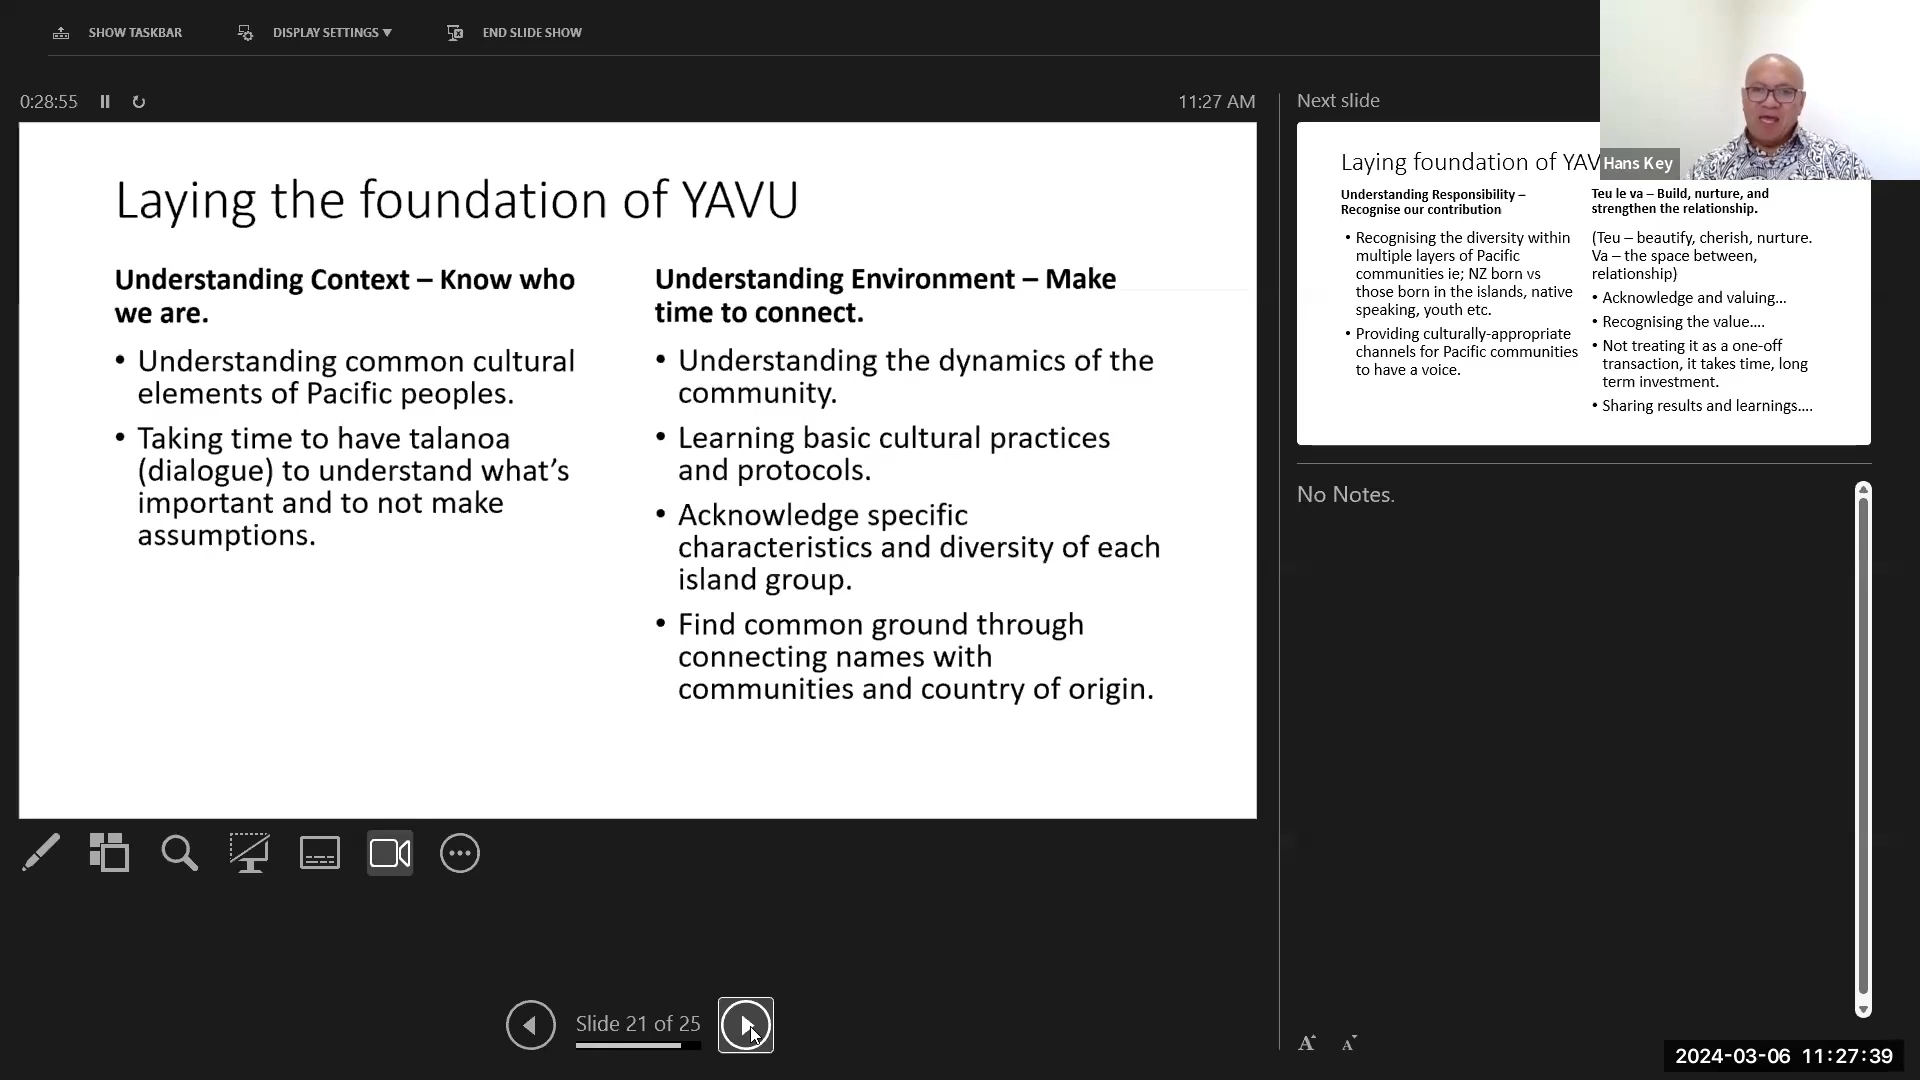 SHOW TASKBAR
DISPLAY SETTINGS ▼
END SLIDE SHOW
0:28:55
11:27 AM
Laying the foundation of YAVU
Understanding Context – Know who
we are.
• Understanding common cultural
elements of Pacific peoples.
• Taking time to have talanoa
(dialogue) to understand what's
important and to not make
assumptions.
Understanding Environment – Make
time to connect.
• Understanding the dynamics of the
community.
• Learning basic cultural practices
and protocols.
• Acknowledge specific
characteristics and diversity of each
island group.
• Find common ground through
connecting names with
communities and country of origin.
Slide 21 of 25
Next slide
Hans Key
Laying foundation of YAV
Understanding Responsibility –
Recognise our contribution
• Recognising the diversity within
multiple layers of Pacific
communities ie; NZ born vs
those born in the islands, native
speaking, youth etc.
• Providing culturally-appropriate
channels for Pacific communities
to have a voice.
Teu le va – Build, nurture, and
strengthen the relationship.
(Teu – beautify, cherish, nurture.
Va – the space between,
relationship)
• Acknowledge and valuing...
• Recognising the value....
• Not treating it as a one-off
transaction, it takes time, long
term investment.
• Sharing results and learnings....
No Notes.
A A
2024-03-06 11:27:39